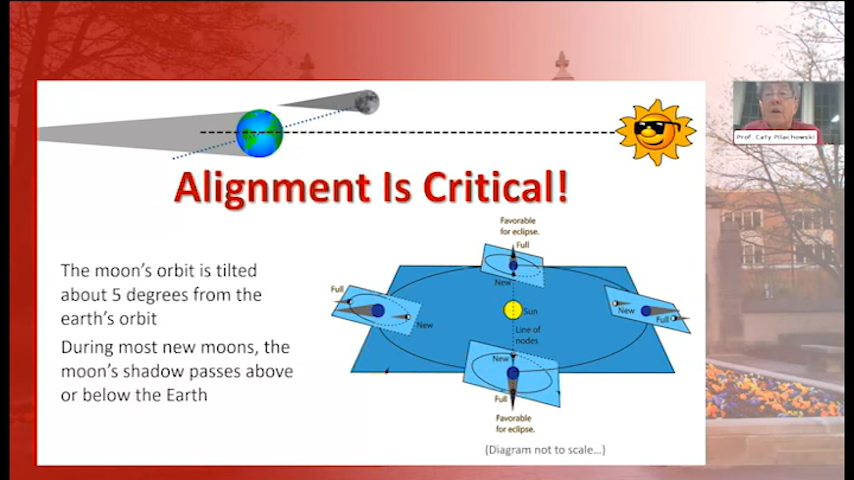 Prof. Caty Pilachowski
Alignment Is Critical!
The moon's orbit is tilted
about 5 degrees from the
earth's orbit
During most new moons, the
moon's shadow passes above
or below the Earth
Favorable
for eclipse.
Full
New
Full
New
Sun
Line of
nodes
New
Full
New
Full
Favorable
for eclipse.
(Diagram not to scale...)